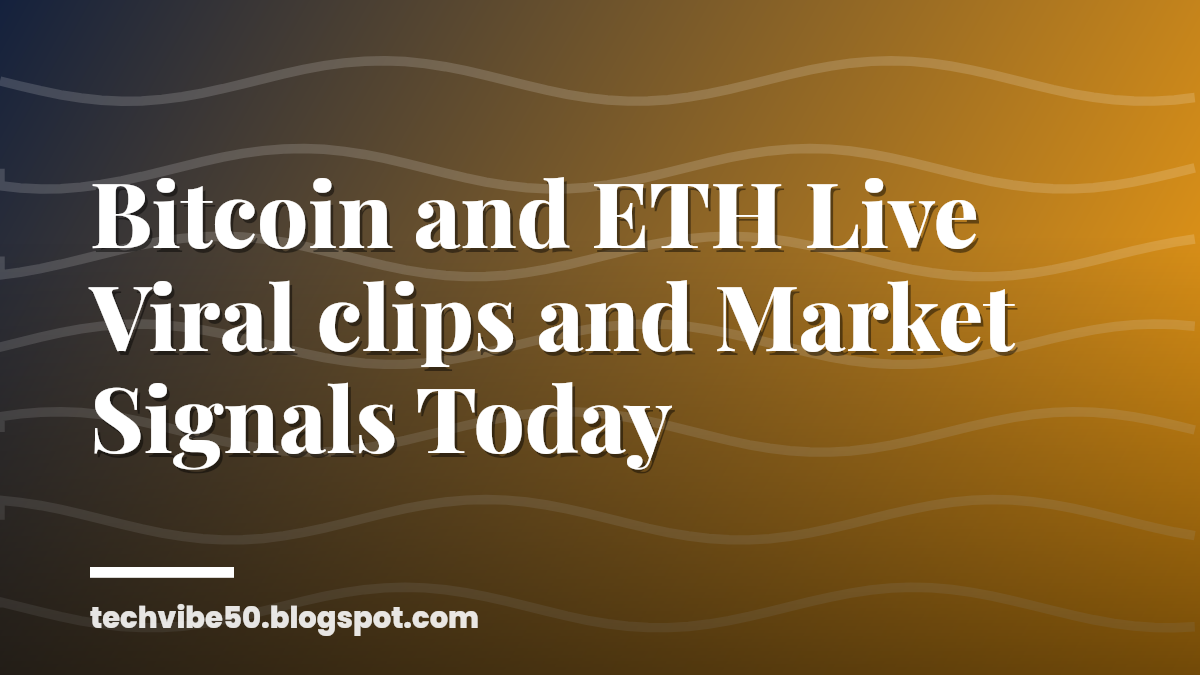 Bitcoin and ETH Live
Viral clips and Market
Signals Today
techvibe50.blogspot.com